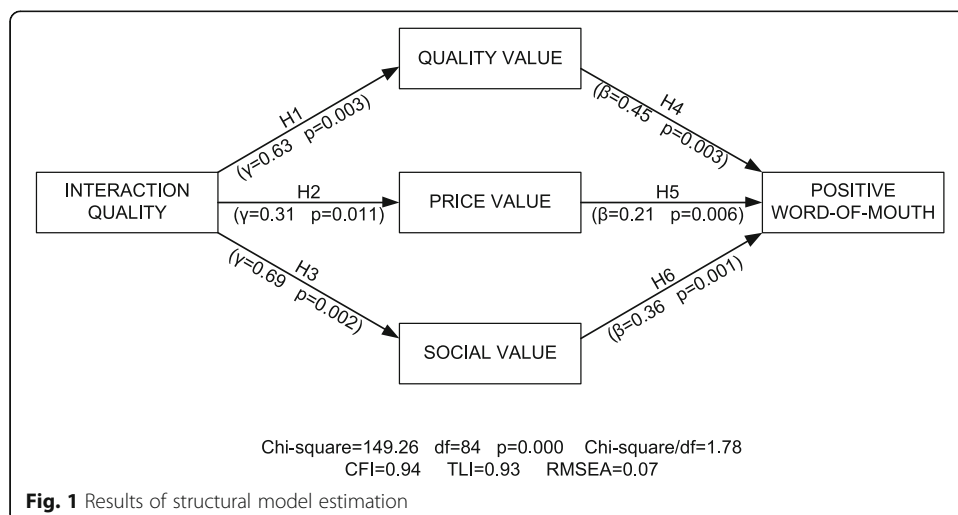 QUALITY VALUE
H1
(γ=0.63 p=0.003)
H4
(β=0.45 p=0.003)
INTERACTION
QUALITY
H2
(γ=0.31 p=0.011)
PRICE VALUE
H5
(β=0.21 p=0.006)
POSITIVE
WORD-OF-MOUTH
H3
(γ=0.69 p=0.002)
H6
(β=0.36 p=0.001)
SOCIAL VALUE
Chi-square=149.26 df=84 p=0.000 Chi-square/df=1.78
CFI=0.94 TLI=0.93 RMSEA=0.07
Fig. 1 Results of structural model estimation